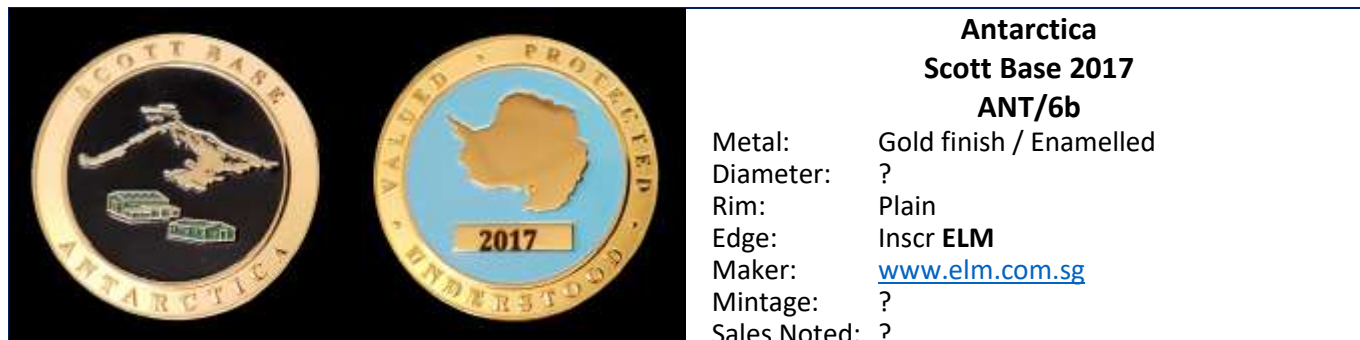 SCOTT BASE
ANTARCTICA
VALUED · PROTECTED · UNDERSTOOD ·
2017
Antarctica
Scott Base 2017
ANT/6b
Metal: Gold finish / Enamelled
Diameter: ?
Rim: Plain
Edge: Inscr ELM
Maker: www.elm.com.sg
Mintage: ?
Sales Noted: ?